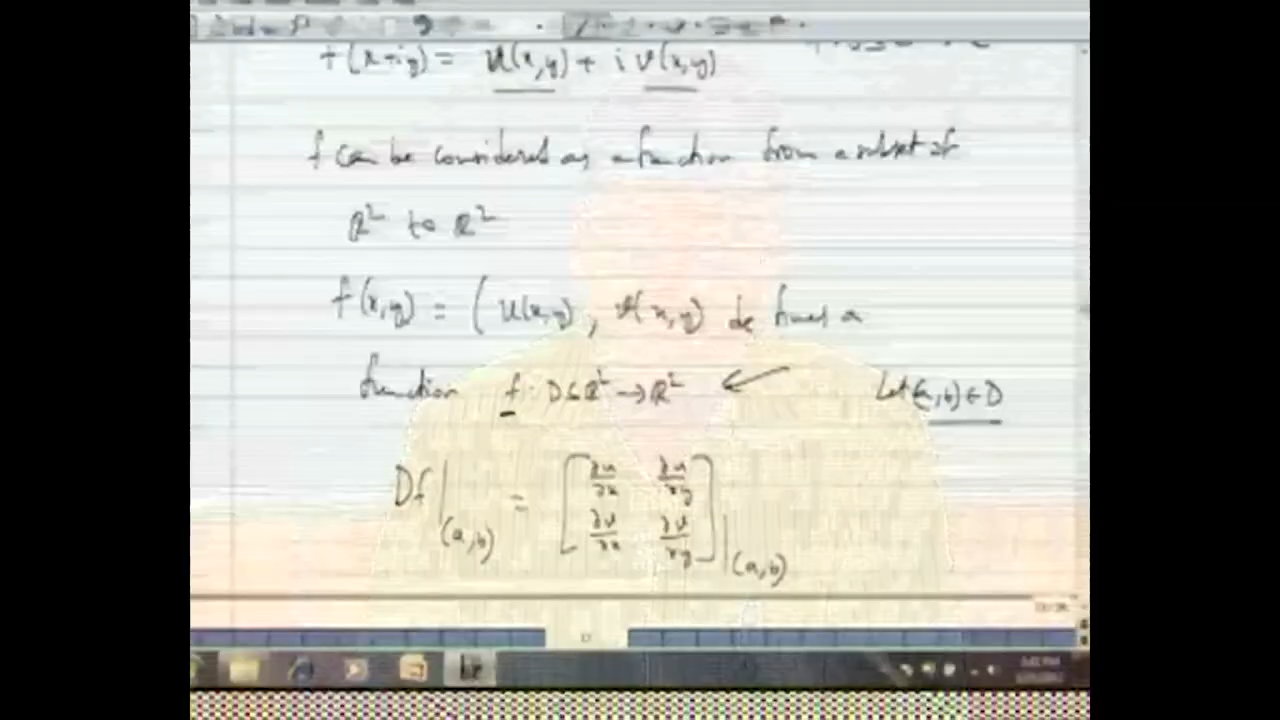 f(x+iy) = u(x,y) + i v(x,y)
f can be considered as a function from a subset of
R² to R²
f(x,y) = (u(x,y), v(x,y) defines a
function f: D⊆R² → R² Let (a,b) ∈ D
Df|(a,b) = [∂u/∂x ∂u/∂y
∂v/∂x ∂v/∂y]|(a,b)